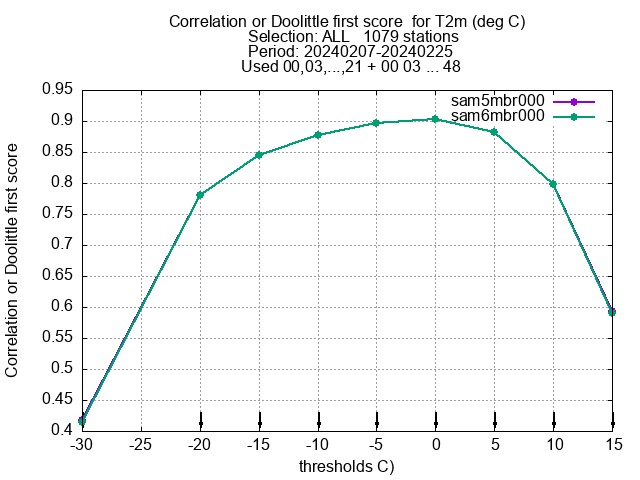 Correlation or Doolittle first score  for T2m (deg C)
Selection: ALL   1079 stations
Period: 20240207-20240225
Used 00,03,...,21 + 00 03 ... 48
sam5mbr000
sam6mbr000
Correlation or Doolittle first score
0.95
0.9
0.85
0.8
0.75
0.7
0.65
0.6
0.55
0.5
0.45
0.4
-30 -25 -20 -15 -10 -5 0 5 10 15
thresholds C)